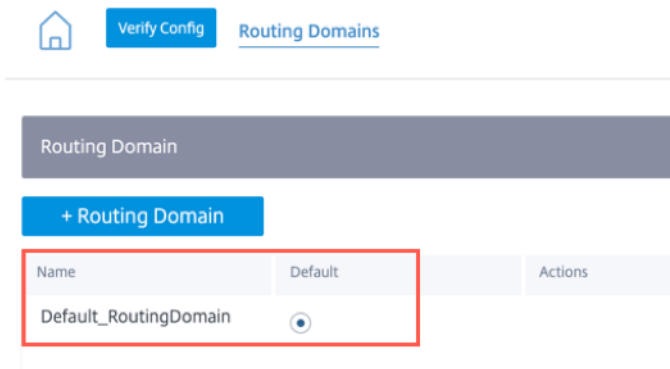 Verify Config
Routing Domains
Routing Domain
+ Routing Domain
Name Default Actions
Default_RoutingDomain